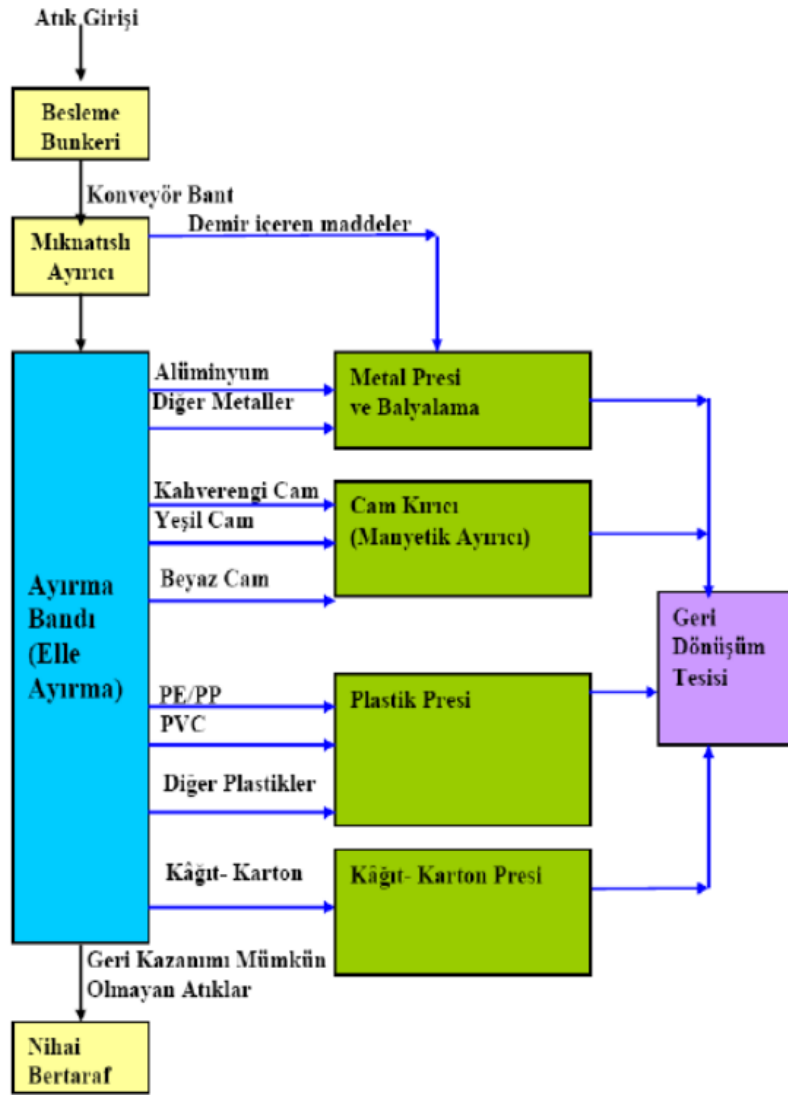 Atık Girişi
Besleme
Bunkeri
Konveyör Bant
Demir içeren maddeler
Mıknatıslı
Ayırıcı
Alüminyum
Diğer Metaller
Metal Presi
ve Balyalama
Kahverengi Cam
Yeşil Cam
Beyaz Cam
Cam Kırıcı
(Manyetik Ayırıcı)
Ayırma
Bandı
(Elle
Ayırma)
Geri
Dönüşüm
Tesisi
PE/PP
PVC
Diğer Plastikler
Plastik Presi
Kâğıt- Karton
Kâğıt- Karton Presi
Geri Kazanımı Mümkün
Olmayan Atıklar
Nihai
Bertaraf